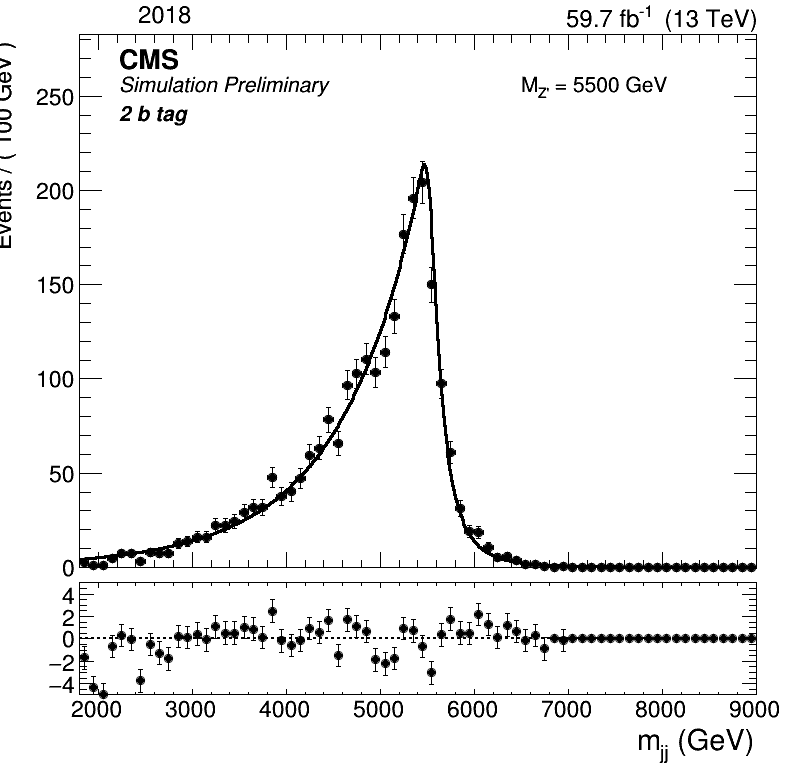 2018 59.7 fb⁻¹ (13 TeV)
CMS
Simulation Preliminary
M_Z' = 5500 GeV
2 b tag
Events / ( 100 GeV )
250
200
150
100
50
0
4
2
0
−2
−4
2000 3000 4000 5000 6000 7000 8000 9000
m_jj (GeV)